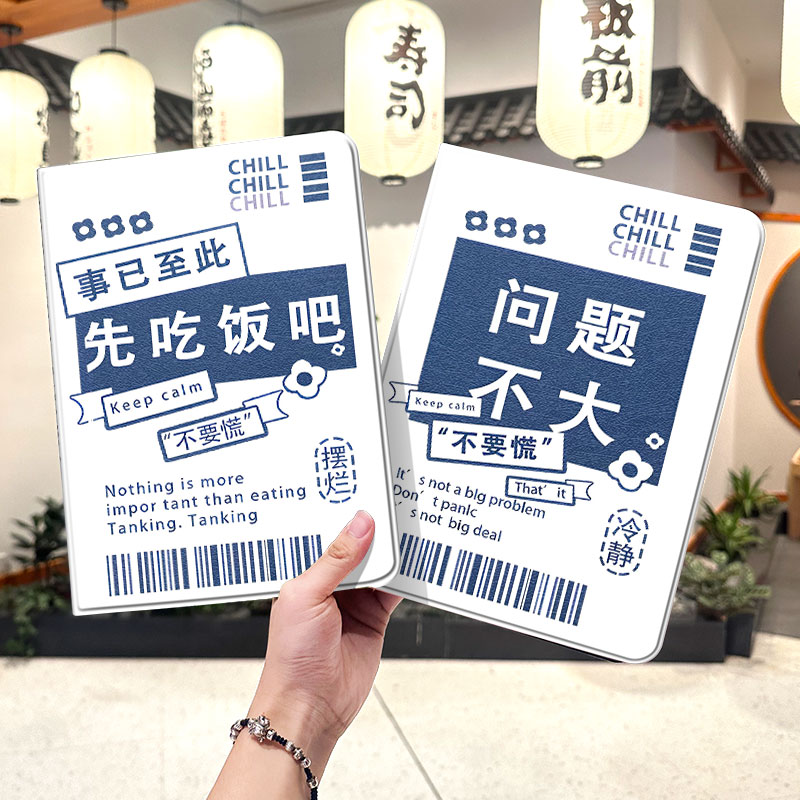 寿司
板前
CHILL
CHILL
CHILL
事已至此
先吃饭吧
Keep calm
“不要慌”
摆烂
Nothing is more
impor tant than eating
Tanking. Tanking
CHILL
CHILL
CHILL
问题
不大
Keep calm
“不要慌”
That’ it
It’ s not a big problem
Don’ t panic
’ s not big deal
冷静